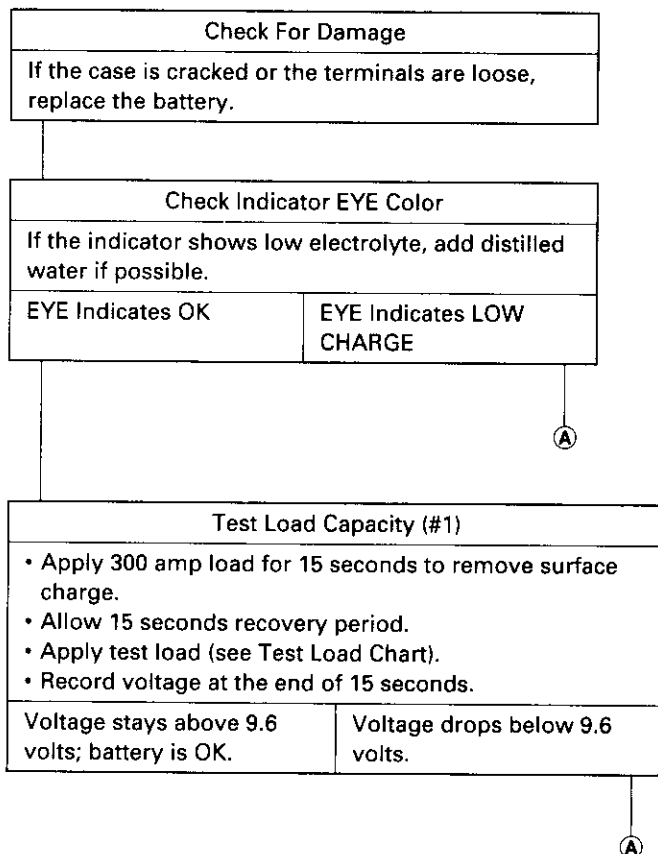 Check For Damage
If the case is cracked or the terminals are loose,
replace the battery.
Check Indicator EYE Color
If the indicator shows low electrolyte, add distilled
water if possible.
EYE Indicates OK
EYE Indicates LOW
CHARGE
A
Test Load Capacity (#1)
• Apply 300 amp load for 15 seconds to remove surface
charge.
• Allow 15 seconds recovery period.
• Apply test load (see Test Load Chart).
• Record voltage at the end of 15 seconds.
Voltage stays above 9.6
volts; battery is OK.
Voltage drops below 9.6
volts.
A